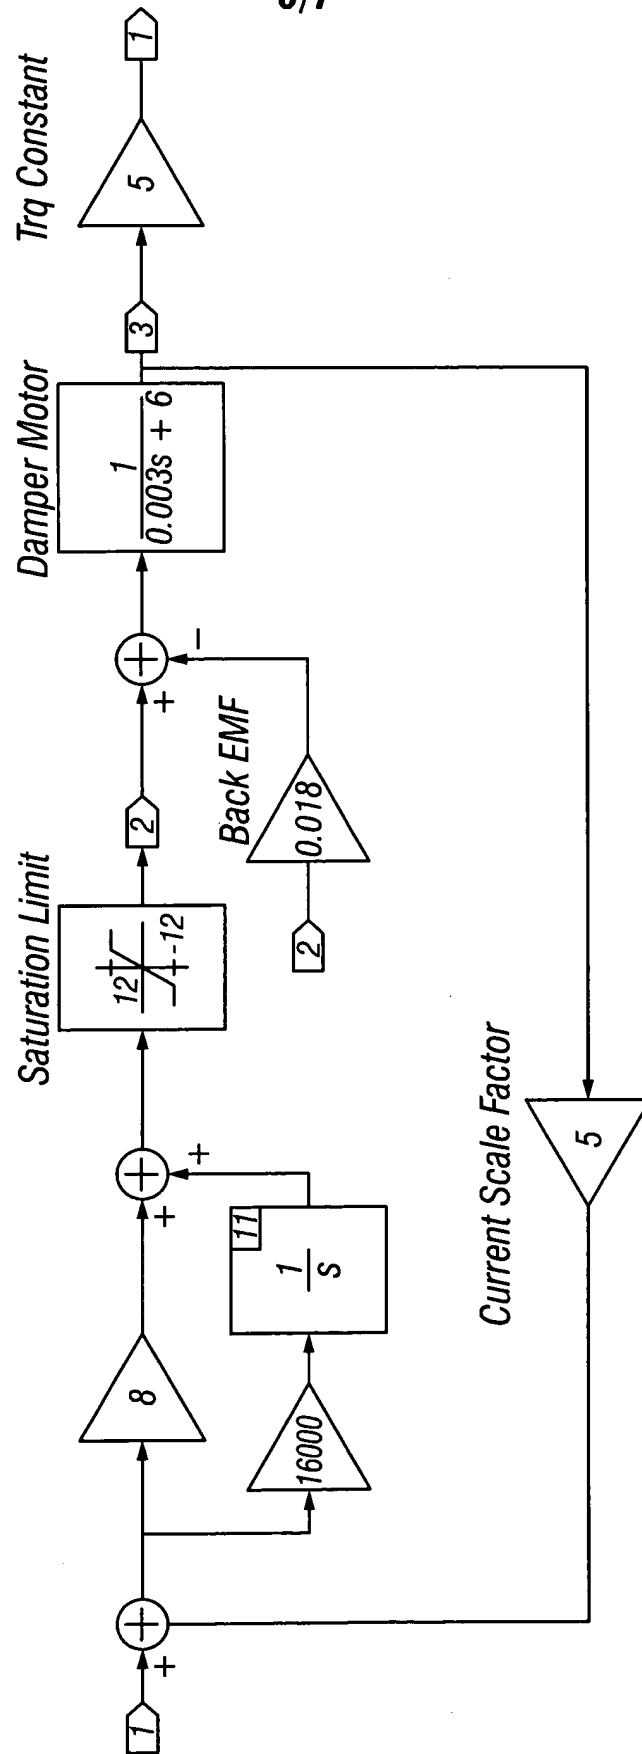 1
+
8
16000
1
s
11
+
+
Saturation Limit
12
-12
2
+
-
Back EMF
0.018
2
Damper Motor
1
0.003s + 6
3
Trq Constant
5
1
Current Scale Factor
5